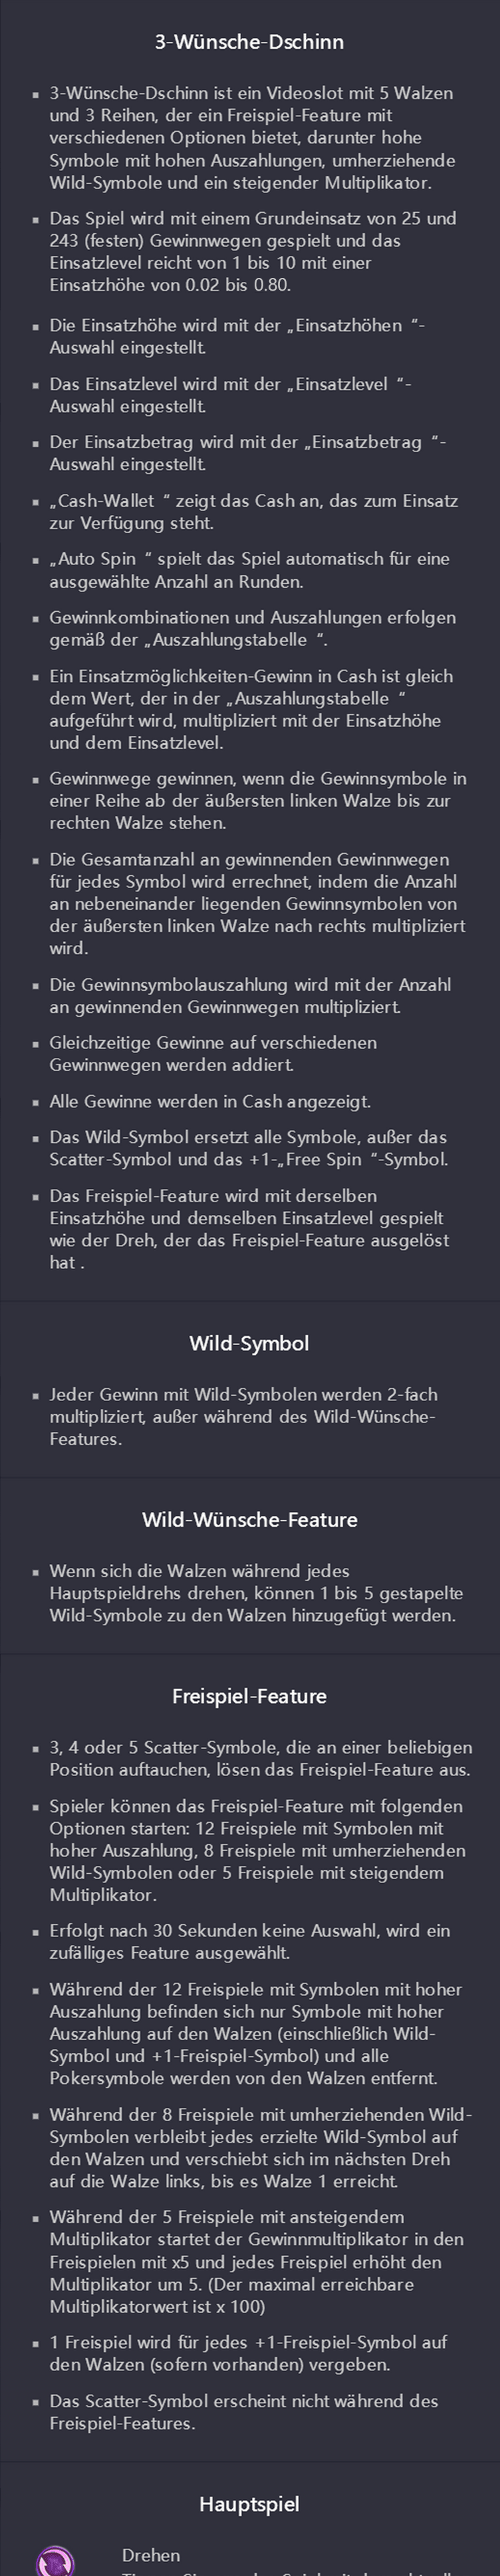 3-Wünsche-Dschinn
▪ 3-Wünsche-Dschinn ist ein Videoslot mit 5 Walzen
und 3 Reihen, der ein Freispiel-Feature mit
verschiedenen Optionen bietet, darunter hohe
Symbole mit hohen Auszahlungen, umherziehende
Wild-Symbole und ein steigender Multiplikator.
▪ Das Spiel wird mit einem Grundeinsatz von 25 und
243 (festen) Gewinnwegen gespielt und das
Einsatzlevel reicht von 1 bis 10 mit einer
Einsatzhöhe von 0.02 bis 0.80.
▪ Die Einsatzhöhe wird mit der „Einsatzhöhen “-
Auswahl eingestellt.
▪ Das Einsatzlevel wird mit der „Einsatzlevel “-
Auswahl eingestellt.
▪ Der Einsatzbetrag wird mit der „Einsatzbetrag “-
Auswahl eingestellt.
▪ „Cash-Wallet “ zeigt das Cash an, das zum Einsatz
zur Verfügung steht.
▪ „Auto Spin “ spielt das Spiel automatisch für eine
ausgewählte Anzahl an Runden.
▪ Gewinnkombinationen und Auszahlungen erfolgen
gemäß der „Auszahlungstabelle “.
▪ Ein Einsatzmöglichkeiten-Gewinn in Cash ist gleich
dem Wert, der in der „Auszahlungstabelle “
aufgeführt wird, multipliziert mit der Einsatzhöhe
und dem Einsatzlevel.
▪ Gewinnwege gewinnen, wenn die Gewinnsymbole in
einer Reihe ab der äußersten linken Walze bis zur
rechten Walze stehen.
▪ Die Gesamtanzahl an gewinnenden Gewinnwegen
für jedes Symbol wird errechnet, indem die Anzahl
an nebeneinander liegenden Gewinnsymbolen von
der äußersten linken Walze nach rechts multipliziert
wird.
▪ Die Gewinnsymbolauszahlung wird mit der Anzahl
an gewinnenden Gewinnwegen multipliziert.
▪ Gleichzeitige Gewinne auf verschiedenen
Gewinnwegen werden addiert.
▪ Alle Gewinne werden in Cash angezeigt.
▪ Das Wild-Symbol ersetzt alle Symbole, außer das
Scatter-Symbol und das +1-„Free Spin “-Symbol.
▪ Das Freispiel-Feature wird mit derselben
Einsatzhöhe und demselben Einsatzlevel gespielt
wie der Dreh, der das Freispiel-Feature ausgelöst
hat .
Wild-Symbol
▪ Jeder Gewinn mit Wild-Symbolen werden 2-fach
multipliziert, außer während des Wild-Wünsche-
Features.
Wild-Wünsche-Feature
▪ Wenn sich die Walzen während jedes
Hauptspieldrehs drehen, können 1 bis 5 gestapelte
Wild-Symbole zu den Walzen hinzugefügt werden.
Freispiel-Feature
▪ 3, 4 oder 5 Scatter-Symbole, die an einer beliebigen
Position auftauchen, lösen das Freispiel-Feature aus.
▪ Spieler können das Freispiel-Feature mit folgenden
Optionen starten: 12 Freispiele mit Symbolen mit
hoher Auszahlung, 8 Freispiele mit umherziehenden
Wild-Symbolen oder 5 Freispiele mit steigendem
Multiplikator.
▪ Erfolgt nach 30 Sekunden keine Auswahl, wird ein
zufälliges Feature ausgewählt.
▪ Während der 12 Freispiele mit Symbolen mit hoher
Auszahlung befinden sich nur Symbole mit hoher
Auszahlung auf den Walzen (einschließlich Wild-
Symbol und +1-Freispiel-Symbol) und alle
Pokersymbole werden von den Walzen entfernt.
▪ Während der 8 Freispiele mit umherziehenden Wild-
Symbolen verbleibt jedes erzielte Wild-Symbol auf
den Walzen und verschiebt sich im nächsten Dreh
auf die Walze links, bis es Walze 1 erreicht.
▪ Während der 5 Freispiele mit ansteigendem
Multiplikator startet der Gewinnmultiplikator in den
Freispielen mit x5 und jedes Freispiel erhöht den
Multiplikator um 5. (Der maximal erreichbare
Multiplikatorwert ist x 100)
▪ 1 Freispiel wird für jedes +1-Freispiel-Symbol auf
den Walzen (sofern vorhanden) vergeben.
▪ Das Scatter-Symbol erscheint nicht während des
Freispiel-Features.
Hauptspiel
Drehen